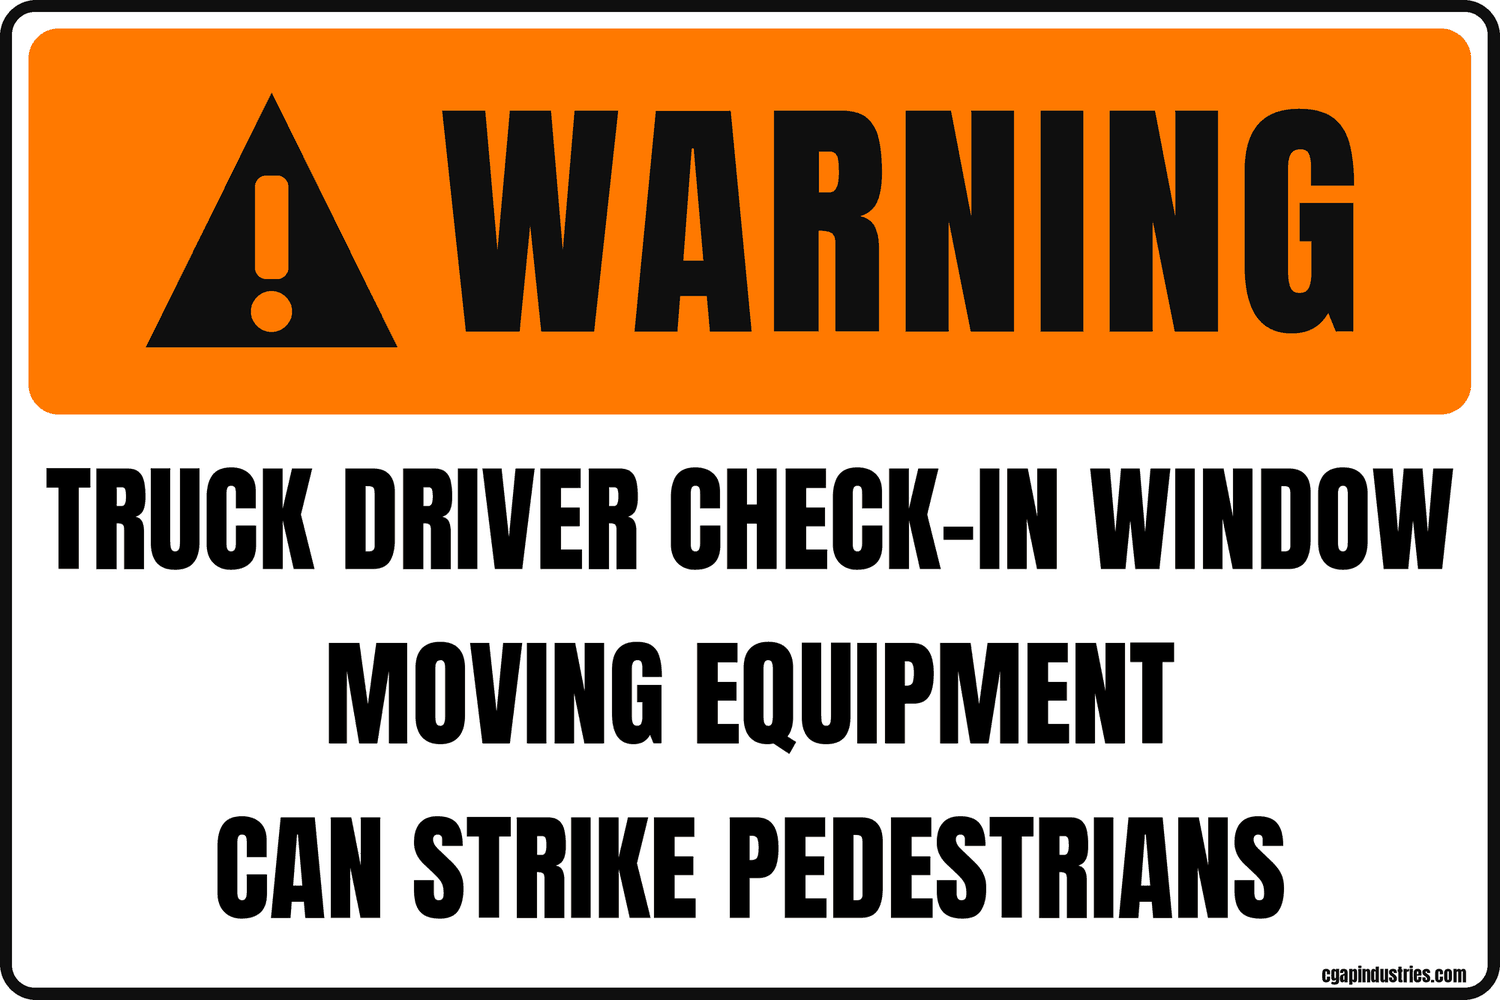 WARNING
TRUCK DRIVER CHECK-IN WINDOW
MOVING EQUIPMENT
CAN STRIKE PEDESTRIANS
cgapindustries.com